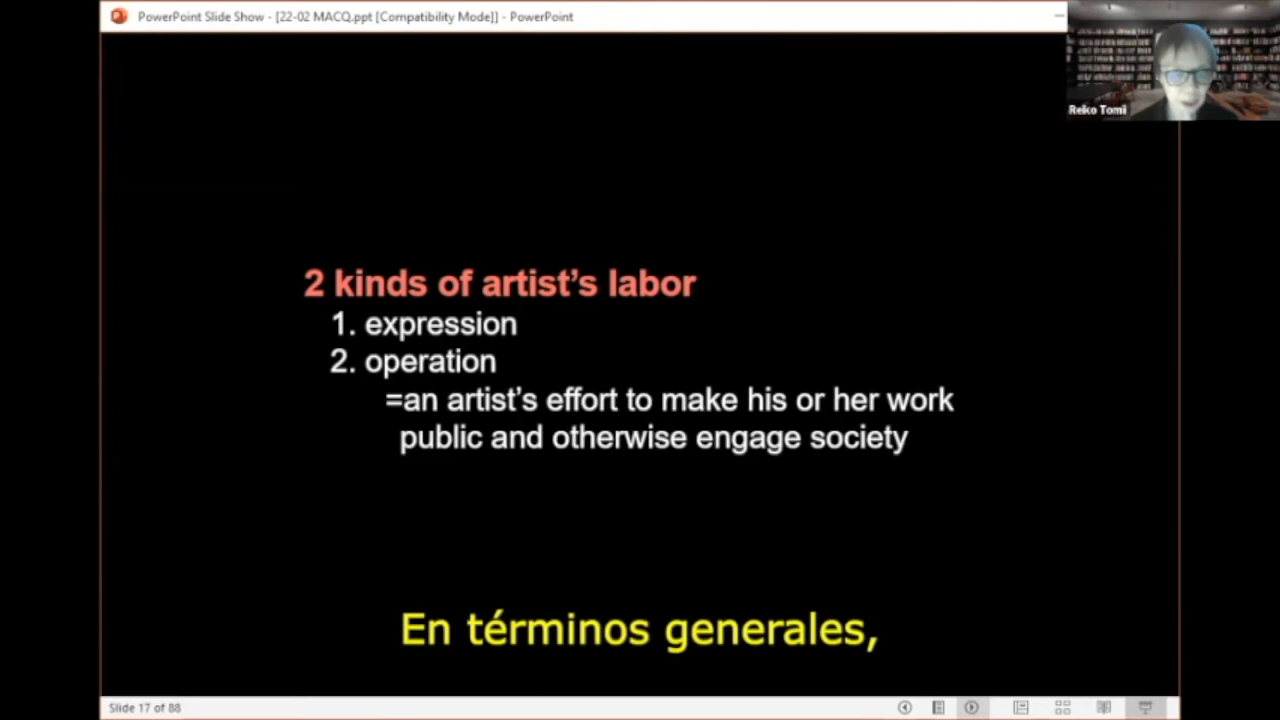 PowerPoint Slide Show - [22-02 MACQ.ppt [Compatibility Mode]] - PowerPoint
Reiko Tomii
2 kinds of artist’s labor
1. expression
2. operation
=an artist’s effort to make his or her work
public and otherwise engage society
En términos generales,
Slide 17 of 88